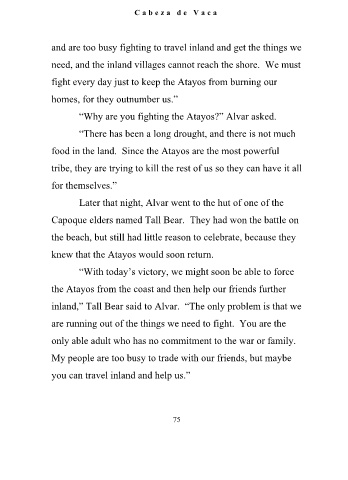 Cabeza de Vaca
and are too busy fighting to travel inland and get the things we
need, and the inland villages cannot reach the shore.  We must
fight every day just to keep the Atayos from burning our
homes, for they outnumber us.”
“Why are you fighting the Atayos?” Alvar asked.
“There has been a long drought, and there is not much
food in the land.  Since the Atayos are the most powerful
tribe, they are trying to kill the rest of us so they can have it all
for themselves.”
Later that night, Alvar went to the hut of one of the
Capoque elders named Tall Bear.  They had won the battle on
the beach, but still had little reason to celebrate, because they
knew that the Atayos would soon return.
“With today’s victory, we might soon be able to force
the Atayos from the coast and then help our friends further
inland,” Tall Bear said to Alvar.  “The only problem is that we
are running out of the things we need to fight.  You are the
only able adult who has no commitment to the war or family.
My people are too busy to trade with our friends, but maybe
you can travel inland and help us.”
75